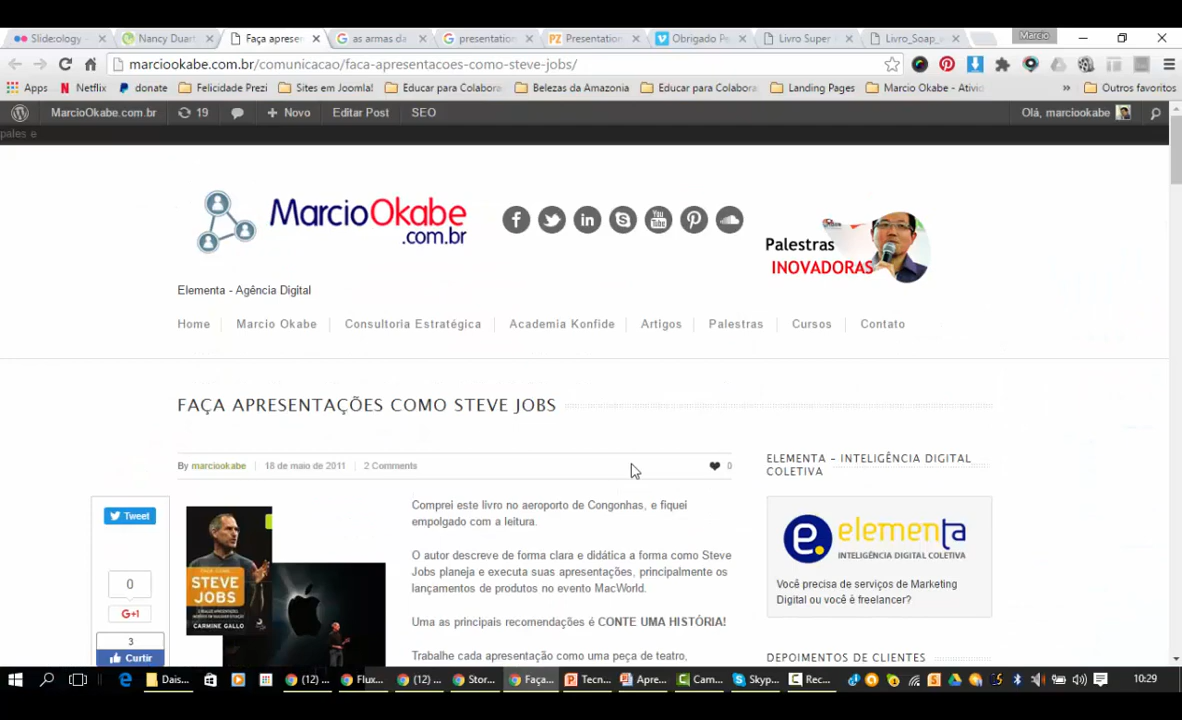 Slide:ology
Nancy Duart
Faça aprese
as armas da
presentation
Presentation
Obrigado Pe
Livro Super
Livro_Soap_
Marcio
marciookabe.com.br/comunicacao/faca-apresentacoes-como-steve-jobs/
Apps
Netflix
donate
Felicidade Prezi
Sites em Joomla!
Educar para Colabora
Belezas da Amazonia
Educar para Colabora
Landing Pages
Marcio Okabe - Ativid
Outros favoritos
MarcioOkabe.com.br
19
Novo
Editar Post
SEO
Olá, marciookabe
pales e
MarcioOkabe
.com.br
You
Tube
Palestras
INOVADORAS
Elementa - Agência Digital
Home
Marcio Okabe
Consultoria Estratégica
Academia Konfide
Artigos
Palestras
Cursos
Contato
FAÇA APRESENTAÇÕES COMO STEVE JOBS
By marciookabe
18 de maio de 2011
2 Comments
0
Tweet
0
G+1
3
Curtir
STEVE
JOBS
CARMINE GALLO
Comprei este livro no aeroporto de Congonhas, e fiquei
empolgado com a leitura.
O autor descreve de forma clara e didática a forma como Steve
Jobs planeja e executa suas apresentações, principalmente os
lançamentos de produtos no evento MacWorld.
Uma as principais recomendações é CONTE UMA HISTÓRIA!
Trabalhe cada apresentação como uma peça de teatro,
ELEMENTA – INTELIGÊNCIA DIGITAL
COLETIVA
elementa
INTELIGÊNCIA DIGITAL COLETIVA
Você precisa de serviços de Marketing
Digital ou você é freelancer?
DEPOIMENTOS DE CLIENTES
Dais...
(12) ...
Flux...
(12) ...
Stor...
Faça...
Tecn...
Apre...
Cam...
Skyp...
Rec...
10:29